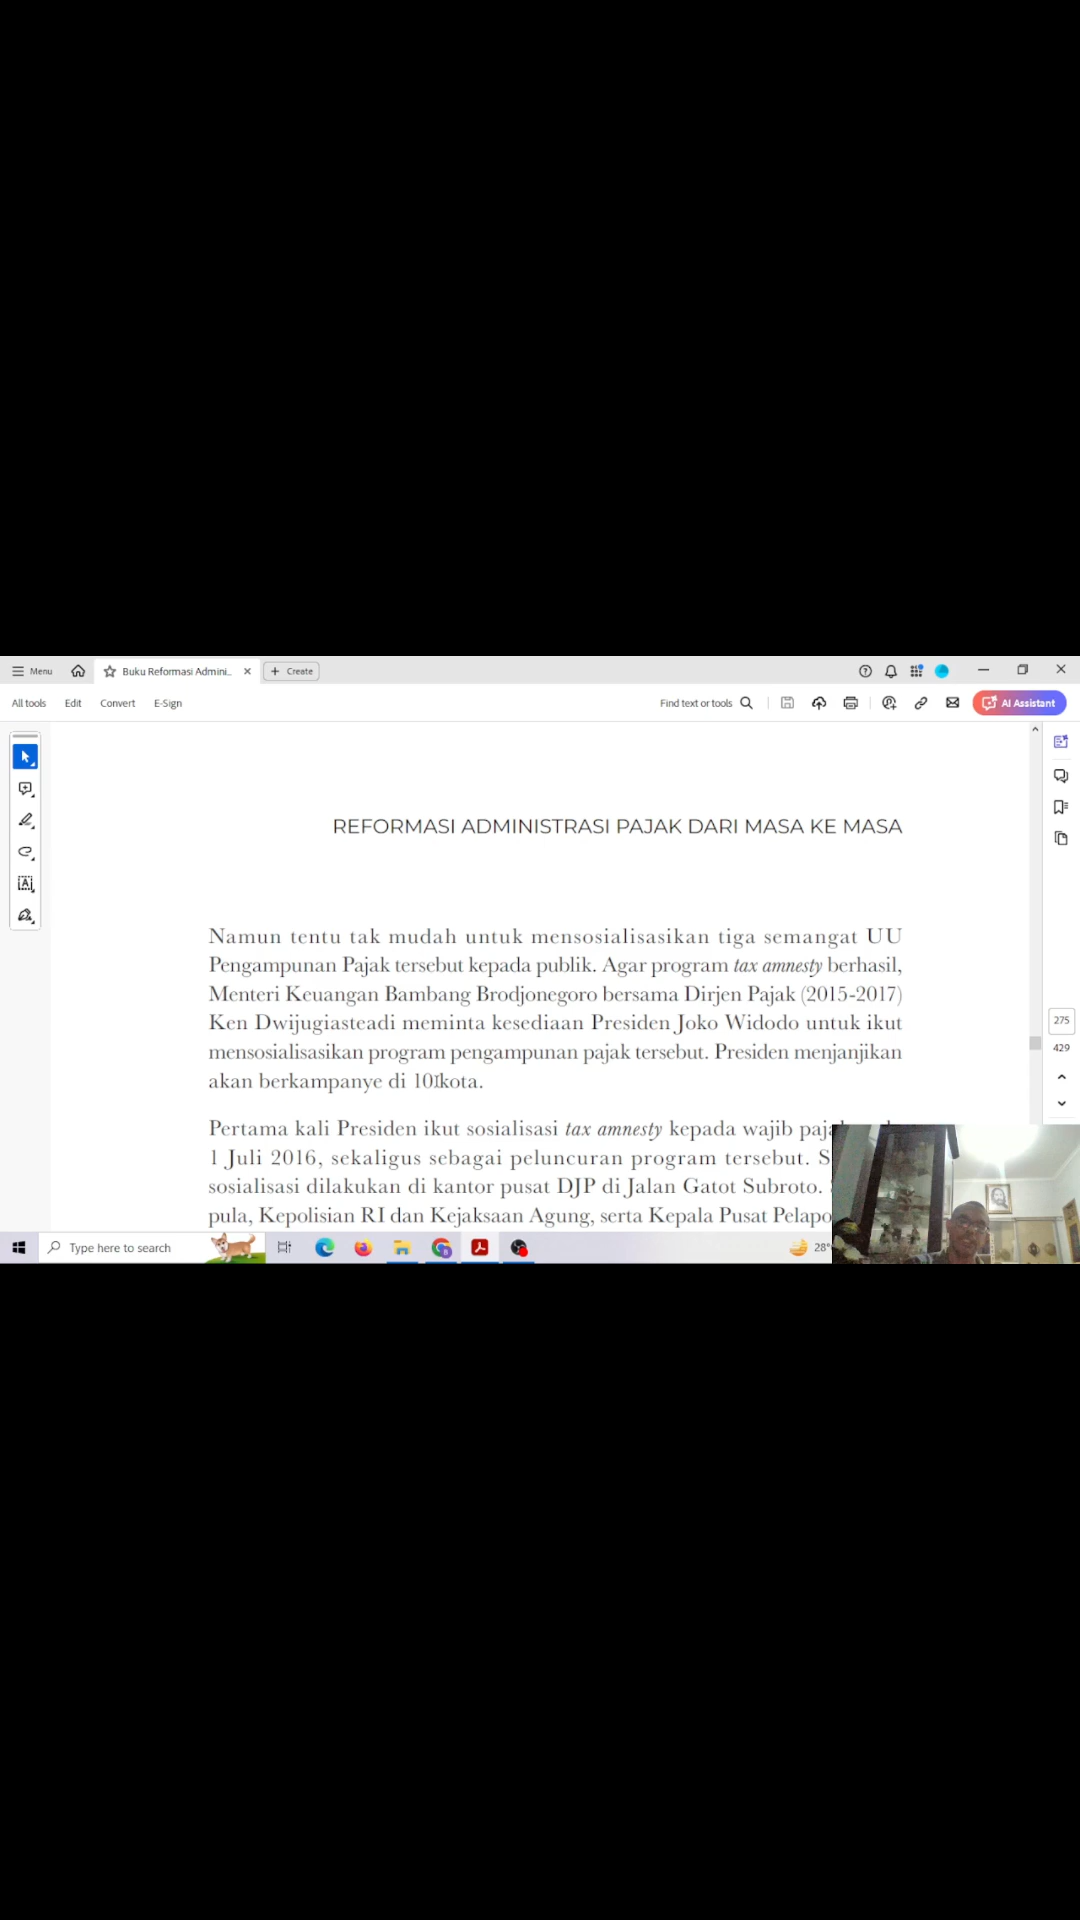 Menu
Buku Reformasi Admini...
Create
All tools
Edit
Convert
E-Sign
Find text or tools
AI Assistant
REFORMASI ADMINISTRASI PAJAK DARI MASA KE MASA
Namun tentu tak mudah untuk mensosialisasikan tiga semangat UU
Pengampunan Pajak tersebut kepada publik. Agar program tax amnesty berhasil,
Menteri Keuangan Bambang Brodjonegoro bersama Dirjen Pajak (2015-2017)
Ken Dwijugiasteadi meminta kesediaan Presiden Joko Widodo untuk ikut
mensosialisasikan program pengampunan pajak tersebut. Presiden menjanjikan
akan berkampanye di 10 kota.
275
429
Pertama kali Presiden ikut sosialisasi tax amnesty kepada wajib
1 Juli 2016, sekaligus sebagai peluncuran program tersebut.
sosialisasi dilakukan di kantor pusat DJP di Jalan Gatot Subroto.
pula, Kepolisian RI dan Kejaksaan Agung, serta Kepala Pusat
Type here to search
28°